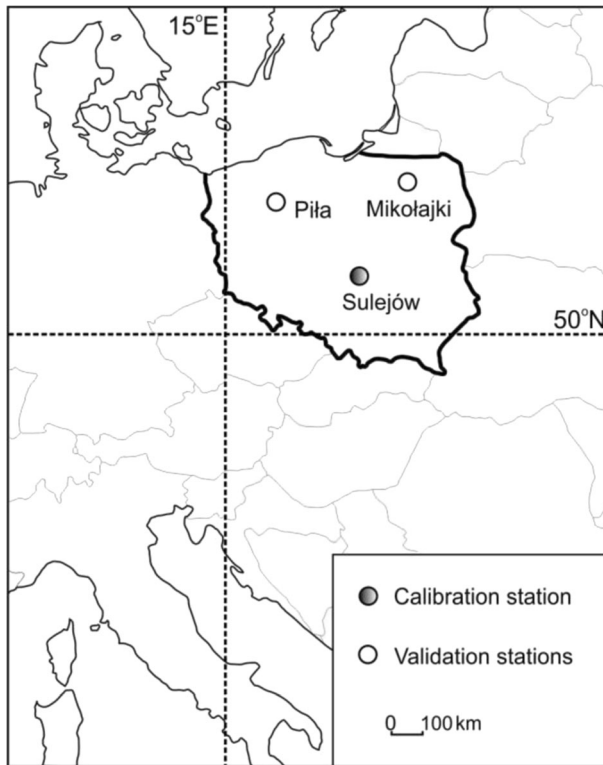 15°E
Piła
Mikołajki
Sulejów
50°N
Calibration station
Validation stations
0 100 km